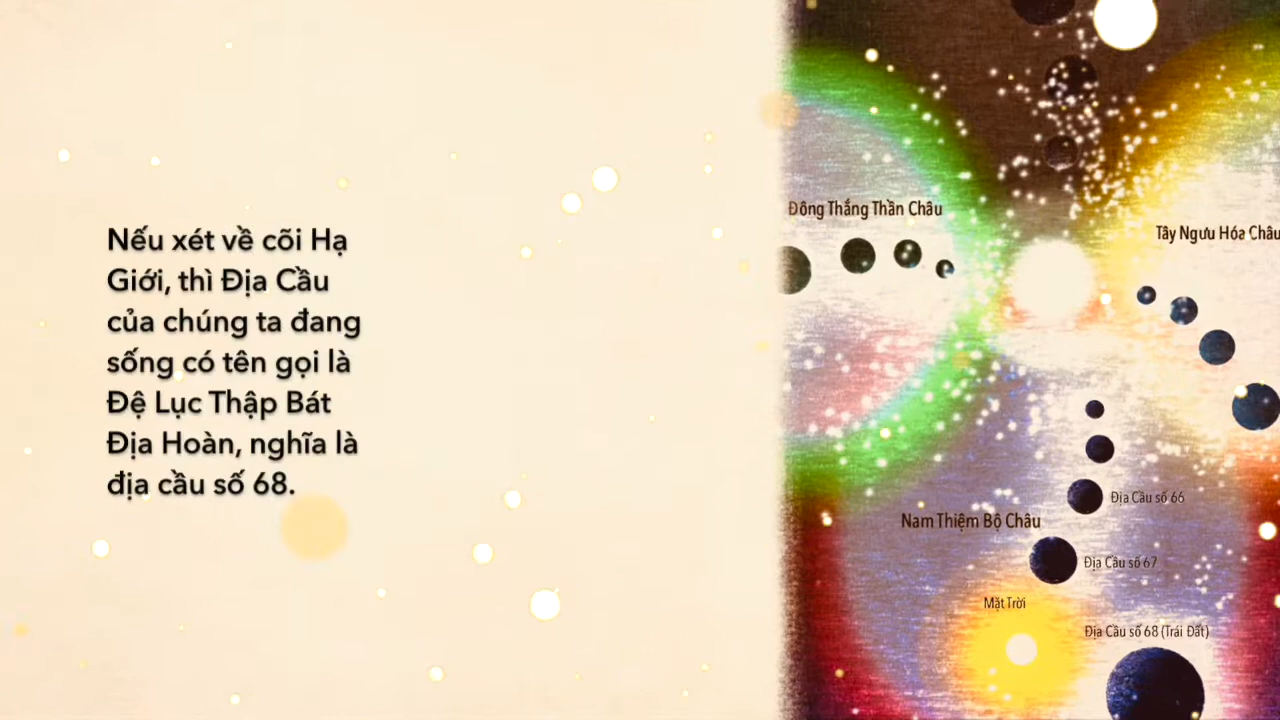 Nếu xét về cõi Hạ
Giới, thì Địa Cầu
của chúng ta đang
sống có tên gọi là
Đệ Lục Thập Bát
Địa Hoàn, nghĩa là
địa cầu số 68.
Đông Thắng Thần Châu
Tây Ngưu Hóa Châu
Địa Cầu số 66
Nam Thiệm Bộ Châu
Địa Cầu số 67
Mặt Trời
Địa Cầu số 68 (Trái Đất)